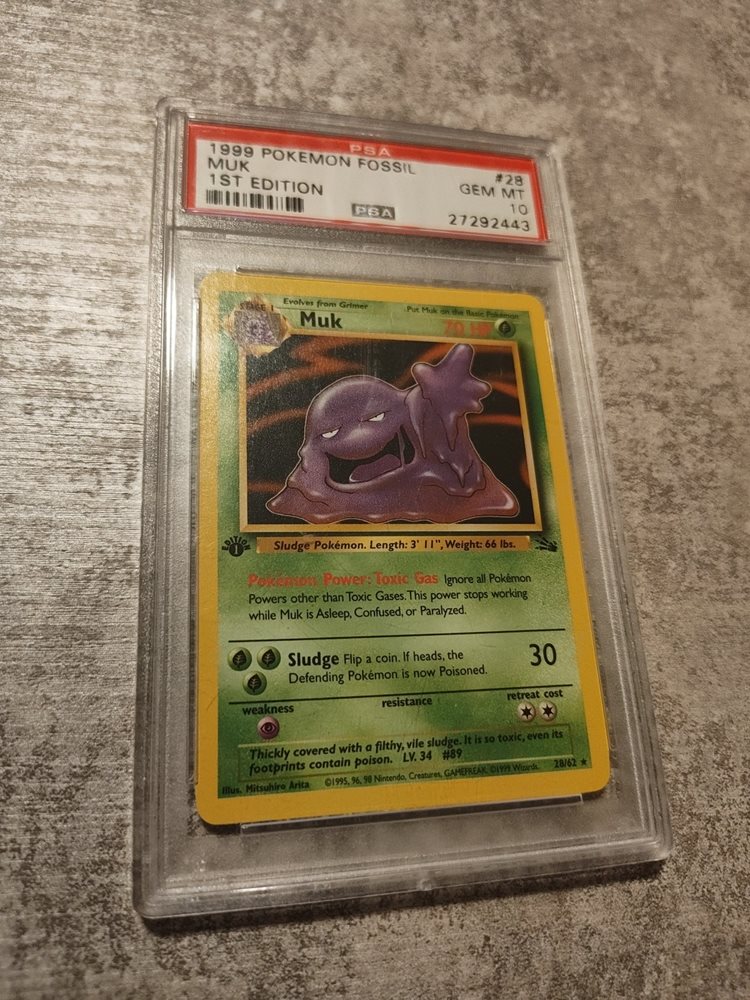 PSA
1999 POKEMON FOSSIL #28
MUK GEM MT
1ST EDITION 10
PSA 27292443
STAGE 1 Evolves from Grimer Put Muk on the Basic Pokémon
Muk 70 HP
EDITION 1
Sludge Pokémon. Length: 3' 11", Weight: 66 lbs.
Pokémon Power: Toxic Gas Ignore all Pokémon
Powers other than Toxic Gases. This power stops working
while Muk is Asleep, Confused, or Paralyzed.
Sludge Flip a coin. If heads, the 30
Defending Pokémon is now Poisoned.
weakness resistance retreat cost
Thickly covered with a filthy, vile sludge. It is so toxic, even its
footprints contain poison. LV. 34 #89
Illus. Mitsuhiro Arita ©1995, 96, 98 Nintendo, Creatures, GAMEFREAK. ©1999 Wizards. 28/62 ★